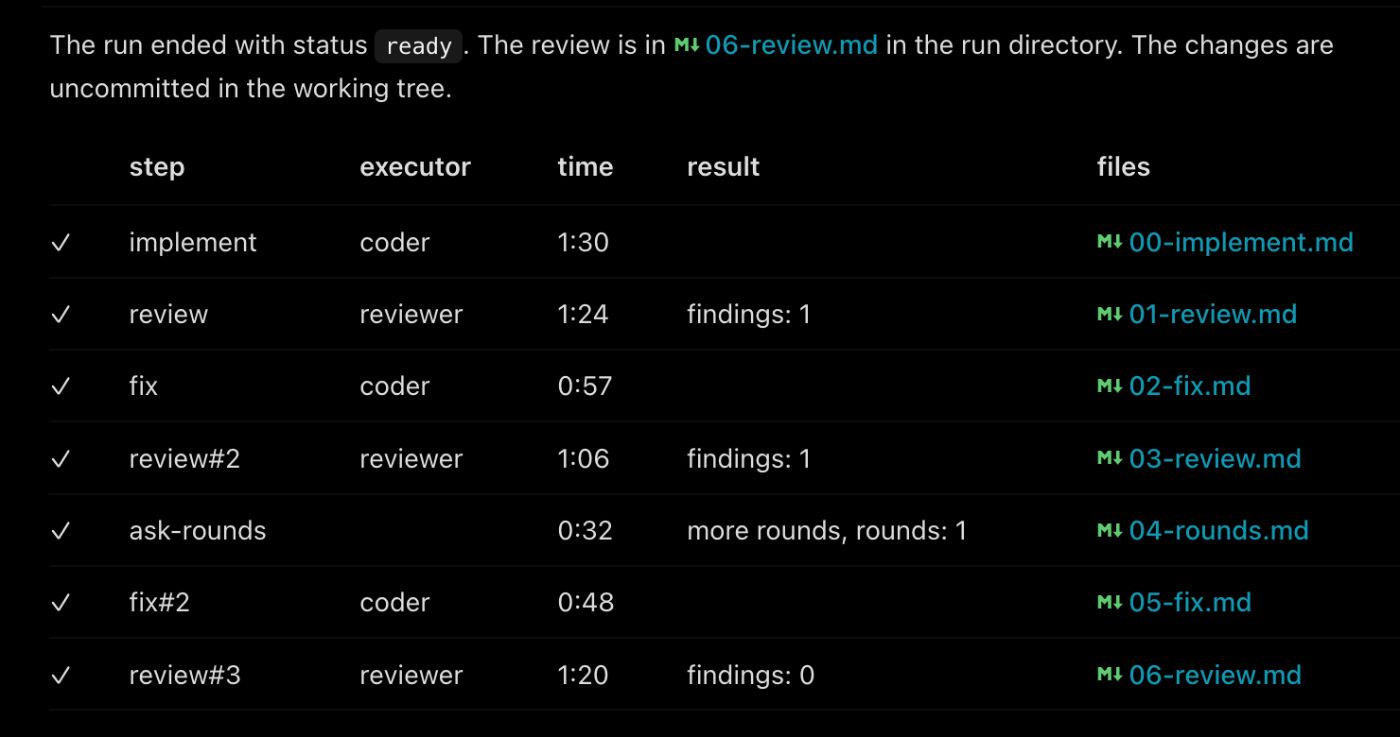 The run ended with status ready. The review is in M↓ 06-review.md in the run directory. The changes are
uncommitted in the working tree.
step executor time result files
✓ implement coder 1:30 M↓ 00-implement.md
✓ review reviewer 1:24 findings: 1 M↓ 01-review.md
✓ fix coder 0:57 M↓ 02-fix.md
✓ review#2 reviewer 1:06 findings: 1 M↓ 03-review.md
✓ ask-rounds 0:32 more rounds, rounds: 1 M↓ 04-rounds.md
✓ fix#2 coder 0:48 M↓ 05-fix.md
✓ review#3 reviewer 1:20 findings: 0 M↓ 06-review.md